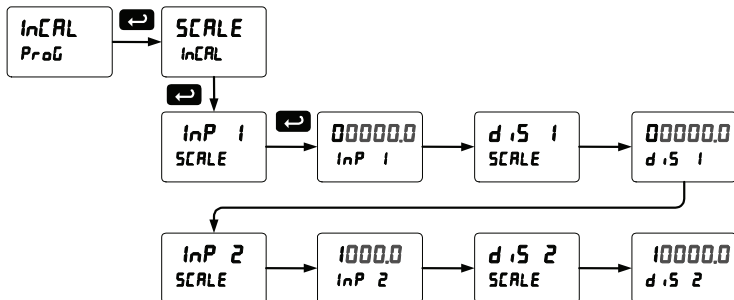 InCAL
ProG
SCALE
InCAL
InP 1
SCALE
00000.0
InP 1
diS 1
SCALE
00000.0
diS 1
InP 2
SCALE
1000.0
InP 2
diS 2
SCALE
10000.0
diS 2